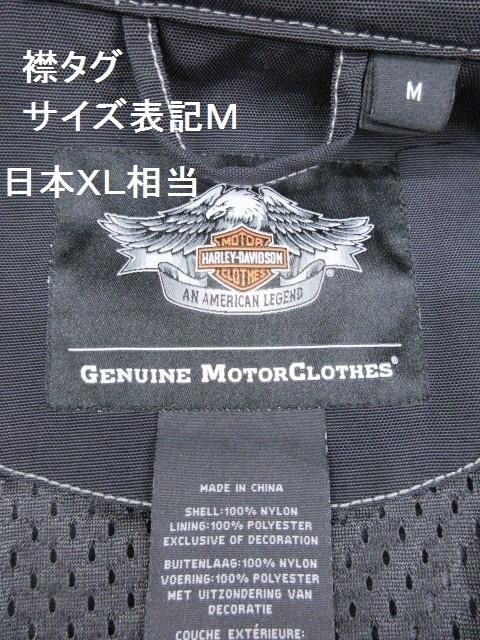 襟タグ
サイズ表記M
日本XL相当
M
MOTOR
HARLEY-DAVIDSON
CLOTHES
®
AN AMERICAN LEGEND
GENUINE MOTORCLOTHES®
MADE IN CHINA
SHELL:100% NYLON
LINING:100% POLYESTER
EXCLUSIVE OF DECORATION
BUITENLAAG:100% NYLON
VOERING:100% POLYESTER
MET UITZONDERING VAN
DECORATIE
COUCHE EXTÉRIEURE: